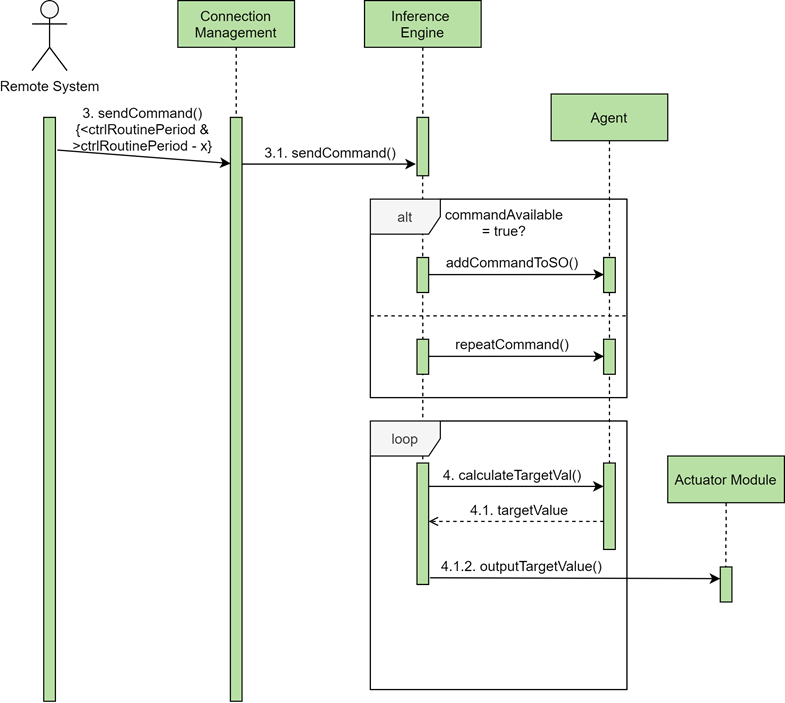 Connection
Management
Inference
Engine
Remote System
Agent
3. sendCommand()
{<ctrlRoutinePeriod &
>ctrlRoutinePeriod - x}
3.1. sendCommand()
alt
commandAvailable
= true?
addCommandToSO()
repeatCommand()
loop
4. calculateTargetVal()
4.1. targetValue
Actuator Module
4.1.2. outputTargetValue()